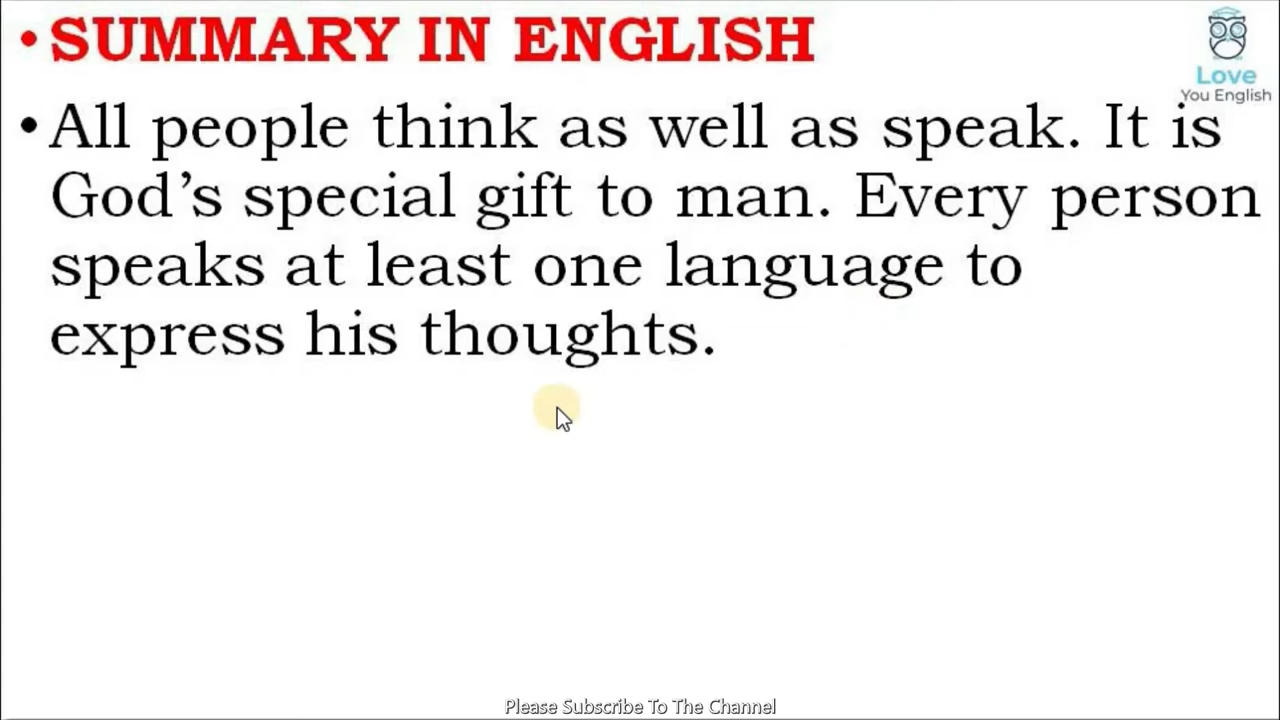 • SUMMARY IN ENGLISH
Love
You English
• All people think as well as speak. It is
God’s special gift to man. Every person
speaks at least one language to
express his thoughts.
Please Subscribe To The Channel